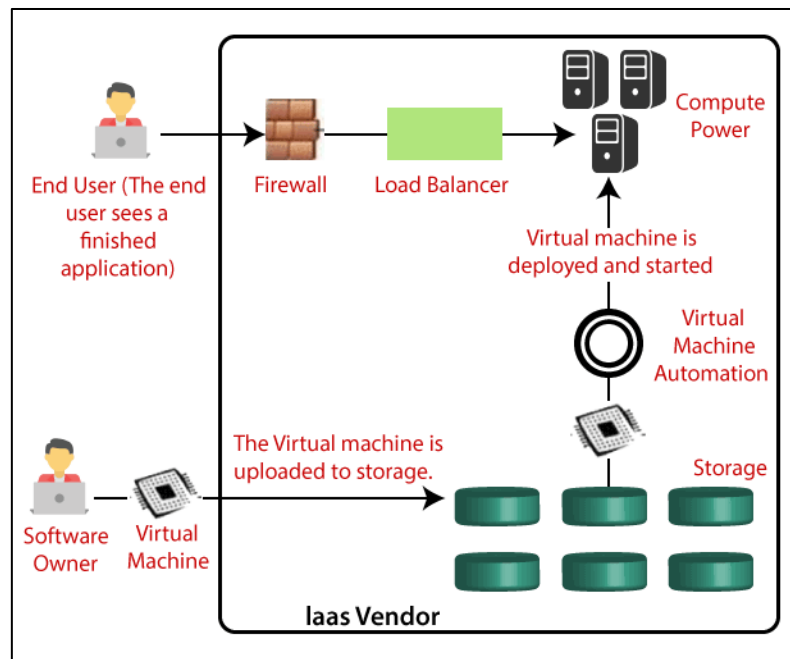 Compute
Power
End User (The end
user sees a
finished
application)
Firewall
Load Balancer
Virtual machine is
deployed and started
Virtual
Machine
Automation
The Virtual machine is
uploaded to storage.
Storage
Software
Owner
Virtual
Machine
Iaas Vendor